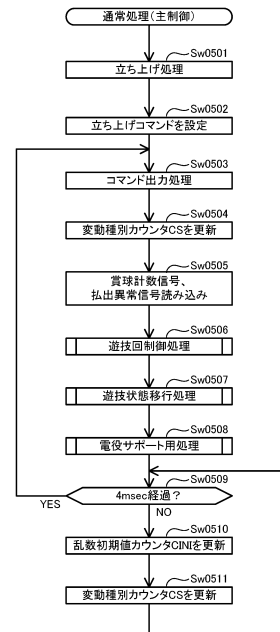 通常処理(主制御)
Sw0501
立ち上げ処理
Sw0502
立ち上げコマンドを設定
Sw0503
コマンド出力処理
Sw0504
変動種別カウンタCSを更新
Sw0505
賞球計数信号、
払出異常信号読み込み
Sw0506
遊技回制御処理
Sw0507
遊技状態移行処理
Sw0508
電役サポート用処理
Sw0509
4msec経過?
YES
NO
Sw0510
乱数初期値カウンタCINIを更新
Sw0511
変動種別カウンタCSを更新